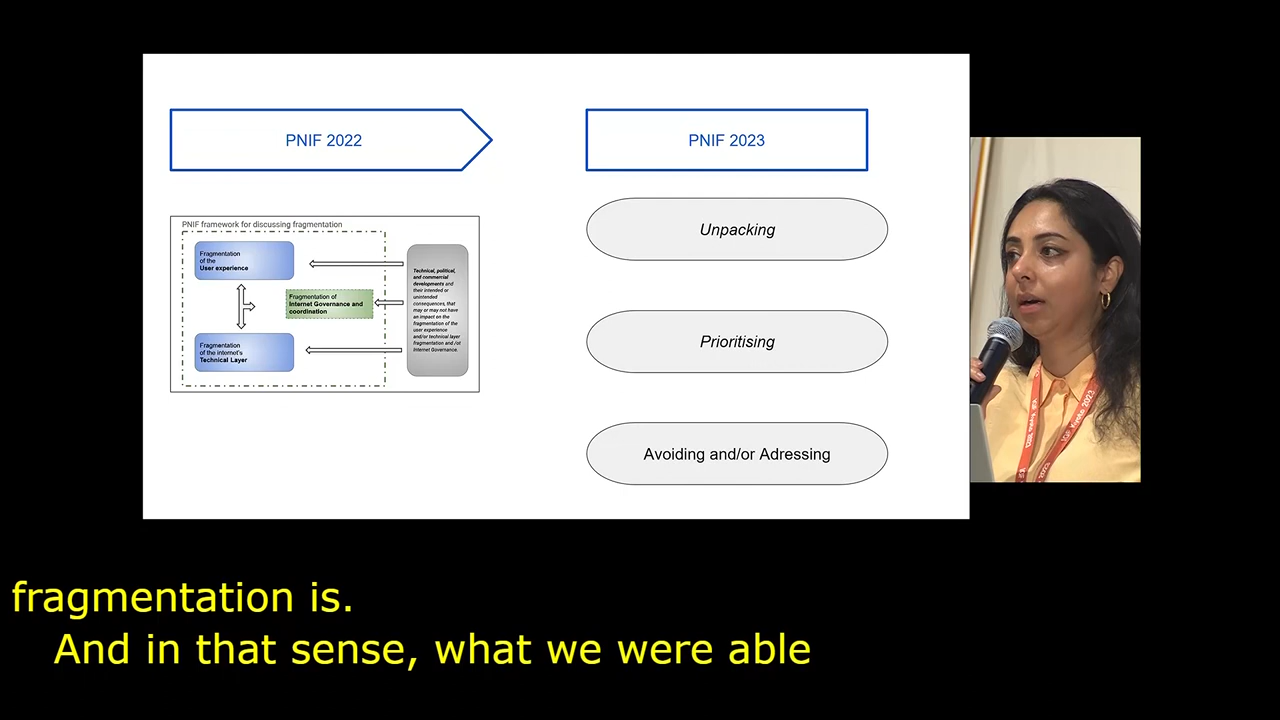 PNIF 2022
PNIF 2023
PNIF framework for discussing fragmentation
Fragmentation
of the
User experience
Fragmentation of
Internet Governance and
coordination
Fragmentation
of the internet's
Technical Layer
Technical, political,
and commercial
developments and
their intended or
unintended
consequences, that
may or may not have
an impact on the
fragmentation of the
user experience
and/or technical layer
fragmentation and /or
Internet Governance.
Unpacking
Prioritising
Avoiding and/or Adressing
IGF Kyoto 2023
fragmentation is.
And in that sense, what we were able